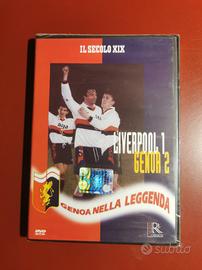 IL SECOLO XIX
LIVERPOOL 1
GENOA 2
GENOA NELLA LEGGENDA
DVD
R
subito